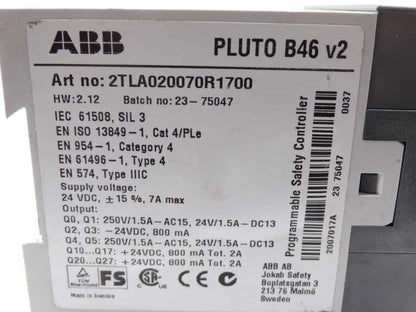 ABB
PLUTO B46 v2
Art no: 2TLA020070R1700
HW: 2.12 Batch no: 23-75047
IEC 61508, SIL 3
EN ISO 13849-1, Cat 4/PLe
EN 954-1, Category 4
EN 61496-1, Type 4
EN 574, Type IIIC
Supply voltage:
24 VDC, ± 15 %, 7A max
Output:
Q0, Q1: 250V/1.5A-AC15, 24V/1.5A-DC13
Q2, Q3: -24VDC, 800 mA
Q4, Q5: 250V/1.5A-AC15, 24V/1.5A-DC13
Q10...Q17: +24VDC, 800 mA Tot. 2A
Q20...Q27: +24VDC, 800 mA Tot. 2A
FS
Made in Sweden
ABB AB
Jokab Safety
Boplatsgatan 3
213 76 Malmö
Sweden
Programmable Safety Controller
2007017A 23 75047 0037